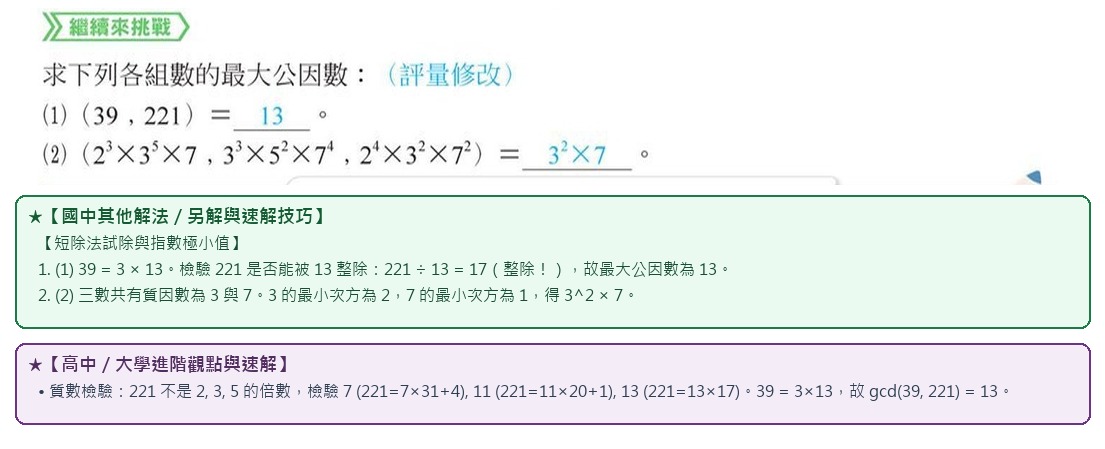 繼續來挑戰
求下列各組數的最大公因數：（評量修改）
⑴（39 , 221）＝ 13 。
⑵（2³×3⁵×7 , 3³×5²×7⁴ , 2⁴×3²×7²）＝ 3²×7 。
★【國中其他解法 / 另解與速解技巧】
【短除法試除與指數極小值】
1. (1) 39 = 3 × 13。檢驗 221 是否能被 13 整除：221 ÷ 13 = 17 ( 整除！)，故最大公因數為 13。
2. (2) 三數共有質因數為 3 與 7。3 的最小次方為 2，7 的最小次方為 1，得 3^2 × 7。
★【高中 / 大學進階觀點與速解】
• 質數檢驗：221 不是 2, 3, 5 的倍數，檢驗 7 (221=7×31+4), 11 (221=11×20+1), 13 (221=13×17)。39 = 3×13，故 gcd(39, 221) = 13。